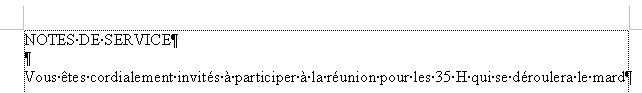 NOTES DE SERVICE¶
¶
Vous êtes cordialement invités à participer à la réunion pour les 35 H qui se déroulera le mard¶